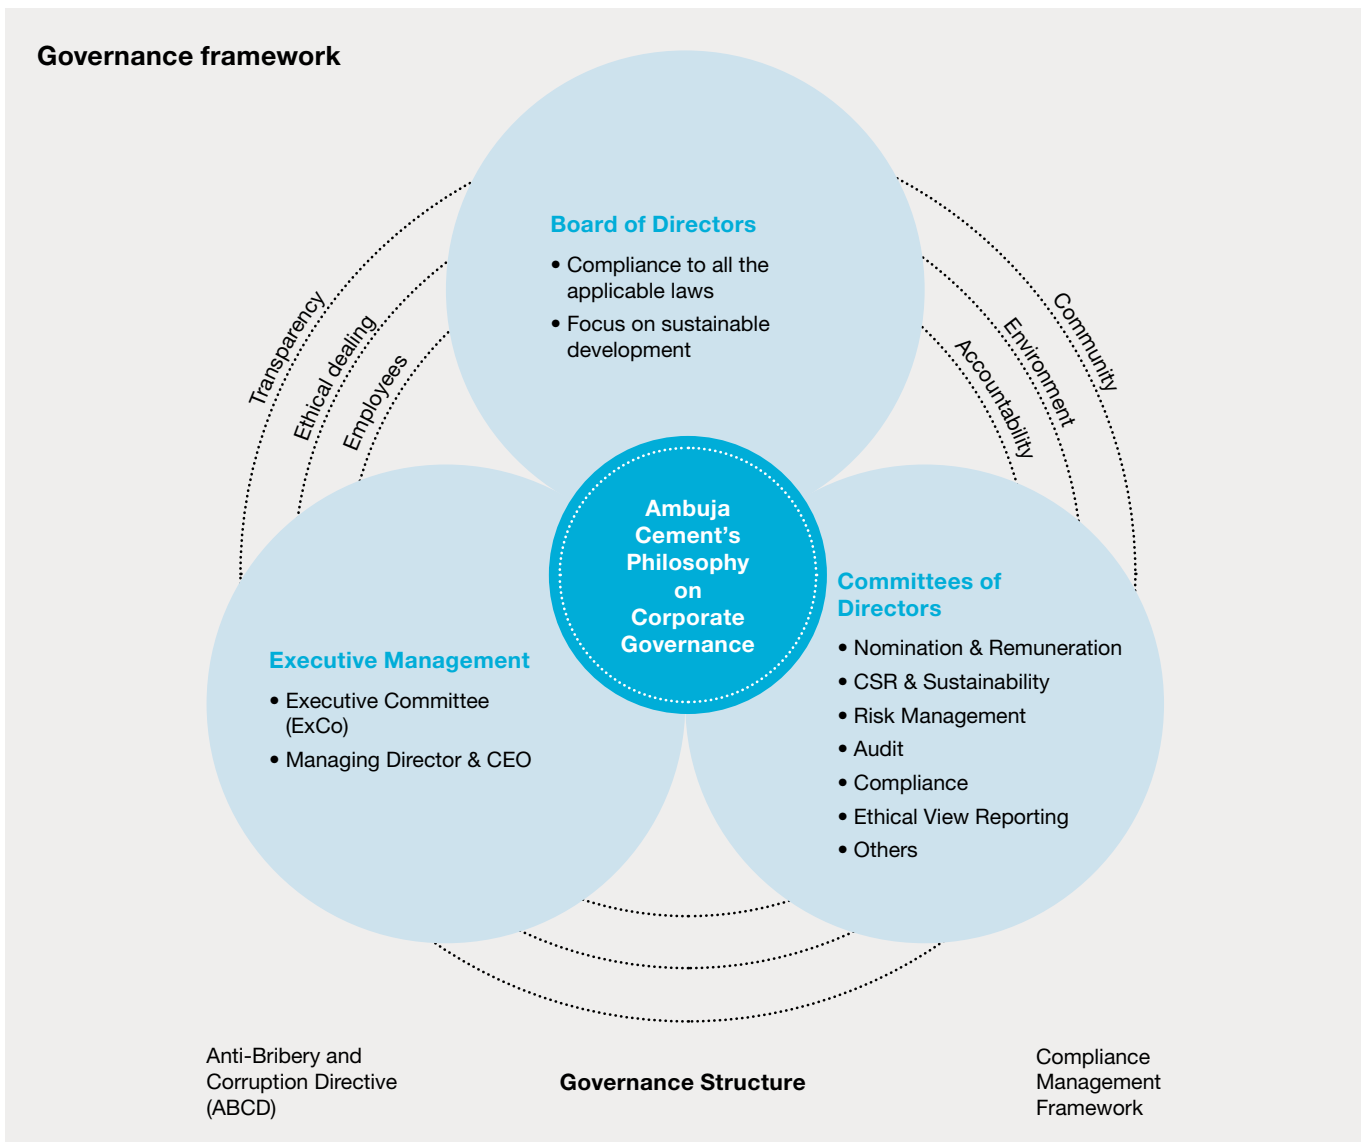 Governance framework
Board of Directors
• Compliance to all the
applicable laws
• Focus on sustainable
development
Transparency
Ethical dealing
Employees
Community
Environment
Accountability
Ambuja
Cement’s
Philosophy
on
Corporate
Governance
Executive Management
• Executive Committee
(ExCo)
• Managing Director & CEO
Committees of
Directors
• Nomination & Remuneration
• CSR & Sustainability
• Risk Management
• Audit
• Compliance
• Ethical View Reporting
• Others
Anti-Bribery and
Corruption Directive
(ABCD)
Governance Structure
Compliance
Management
Framework